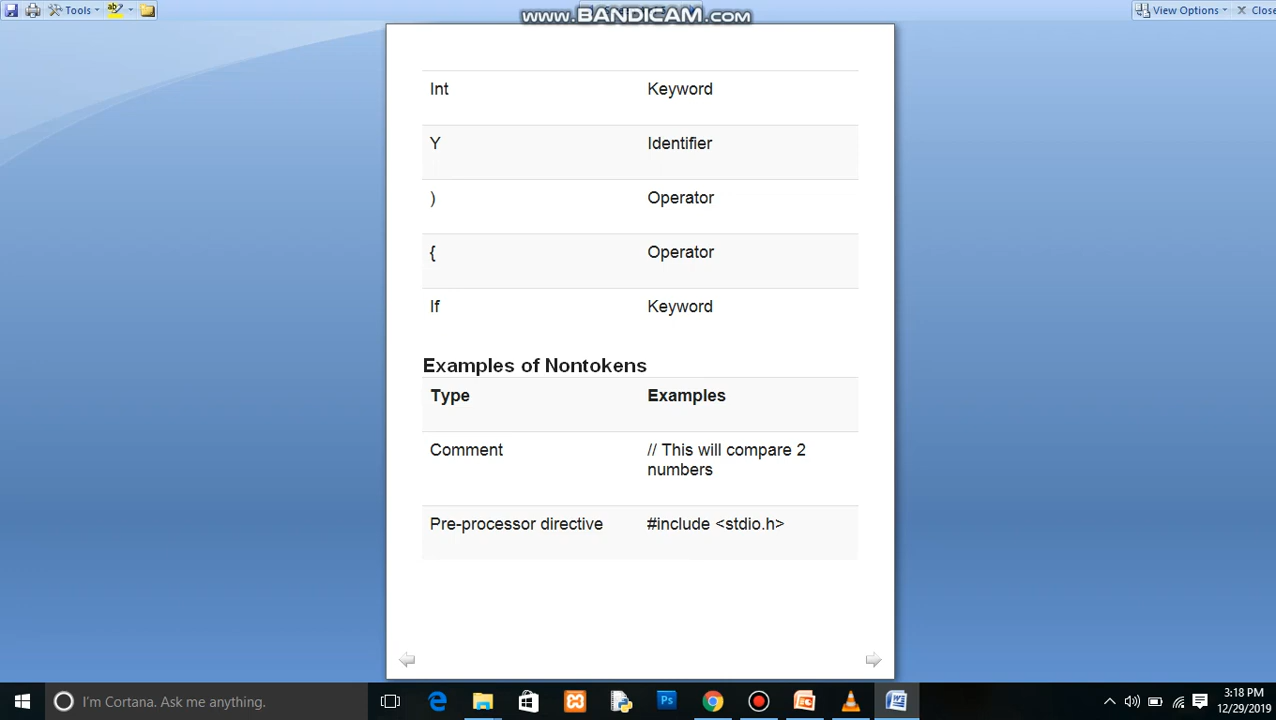 www.BANDICAM.com
Tools
ab
View Options
Close
Int Keyword
Y Identifier
) Operator
{ Operator
If Keyword
Examples of Nontokens
Type Examples
Comment // This will compare 2
numbers
Pre-processor directive #include <stdio.h>
I'm Cortana. Ask me anything.
Ps
3:18 PM
12/29/2019